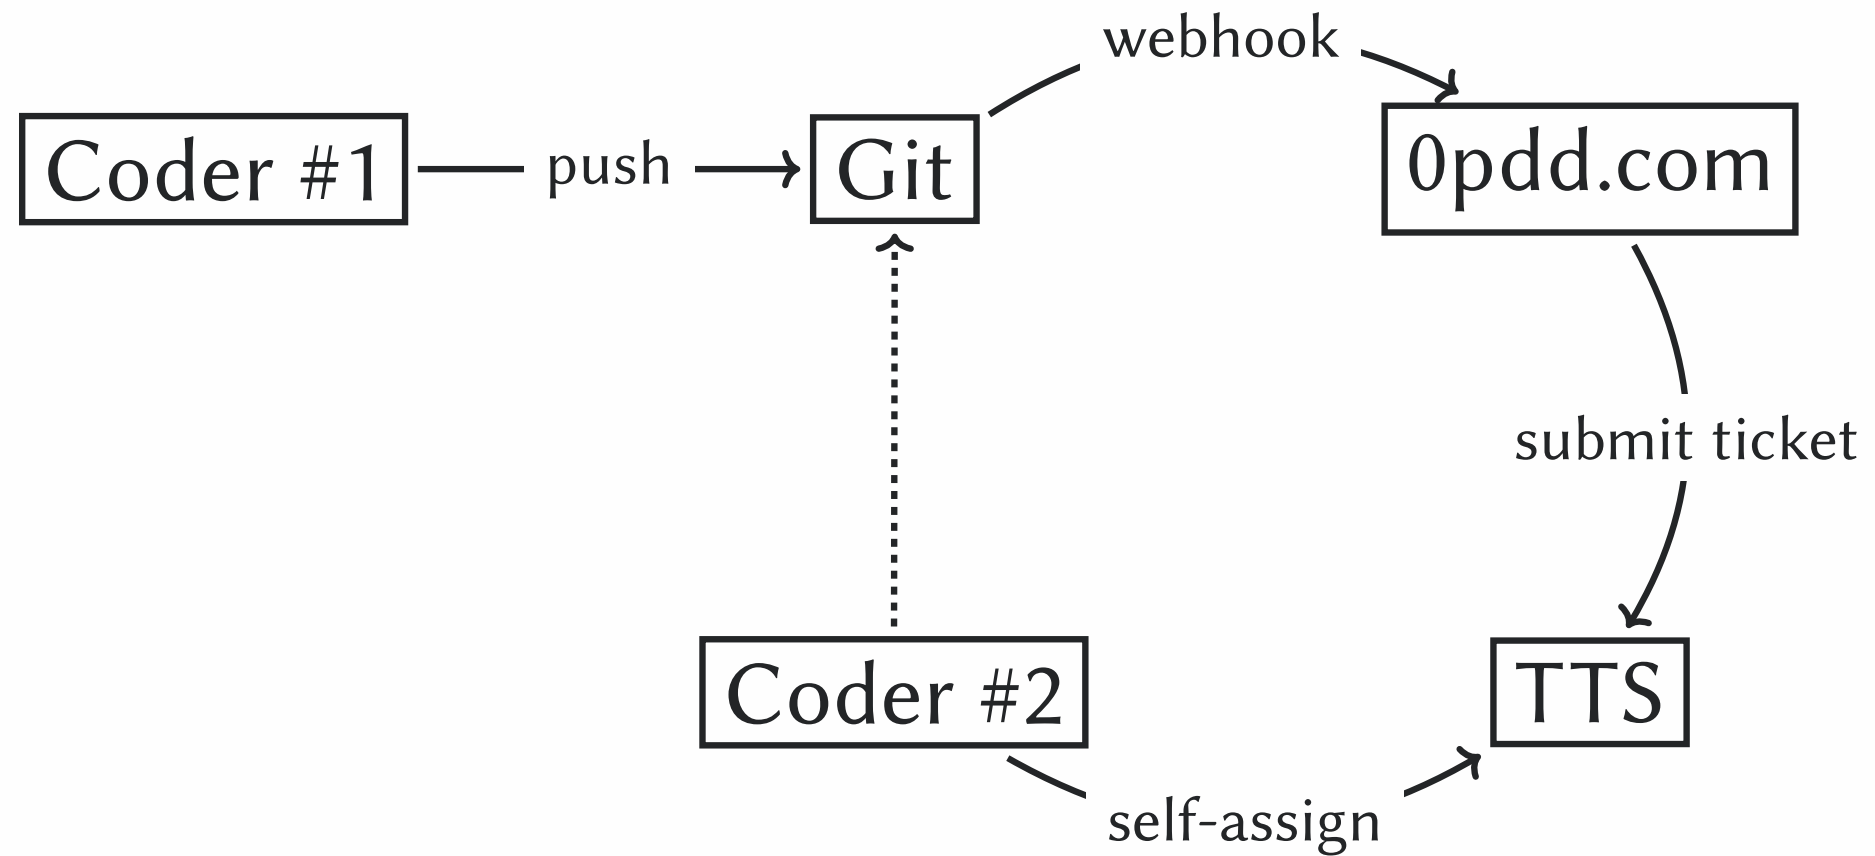 webhook
Coder #1
push
Git
0pdd.com
submit ticket
Coder #2
TTS
self-assign